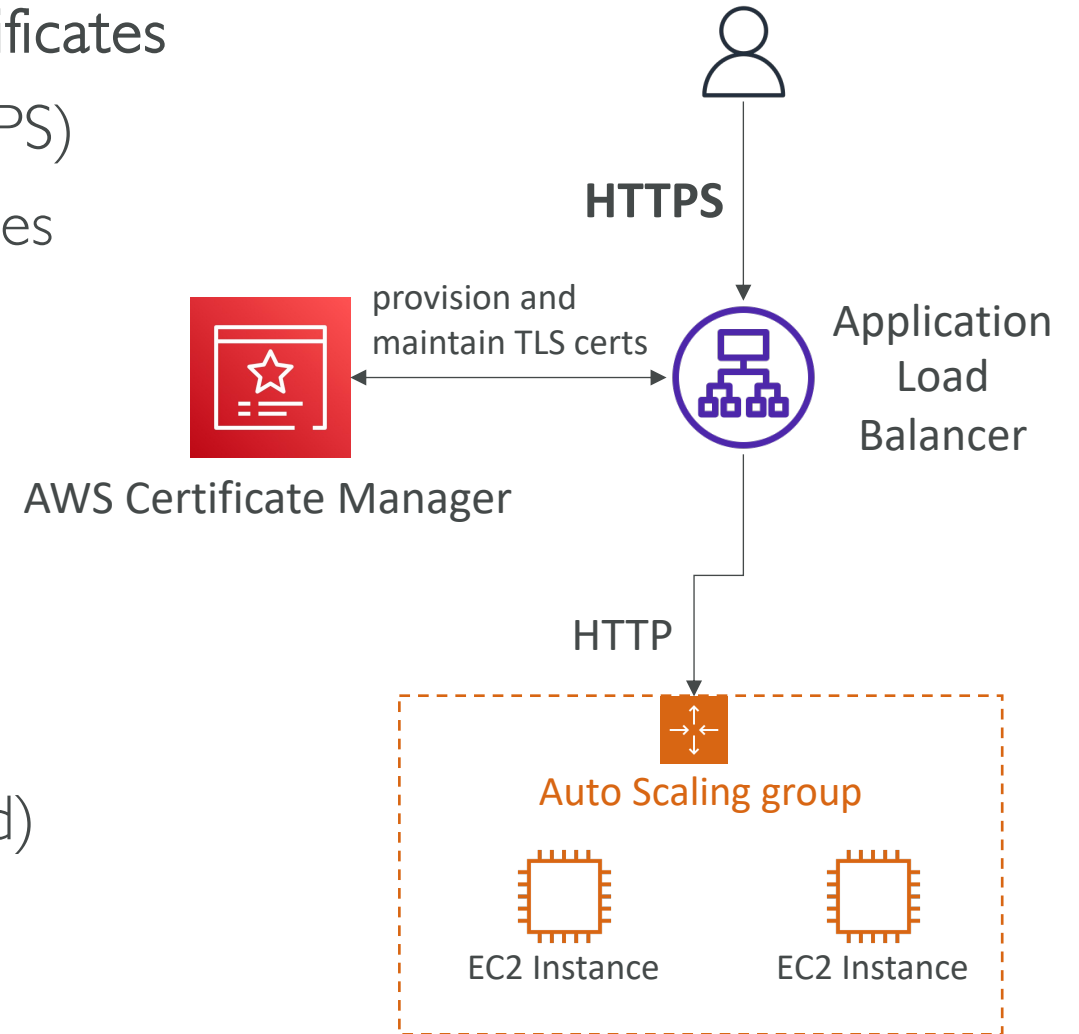 ificates
PS)
es
HTTPS
provision and
maintain TLS certs
Application
Load
Balancer
AWS Certificate Manager
HTTP
Auto Scaling group
d)
EC2 Instance
EC2 Instance